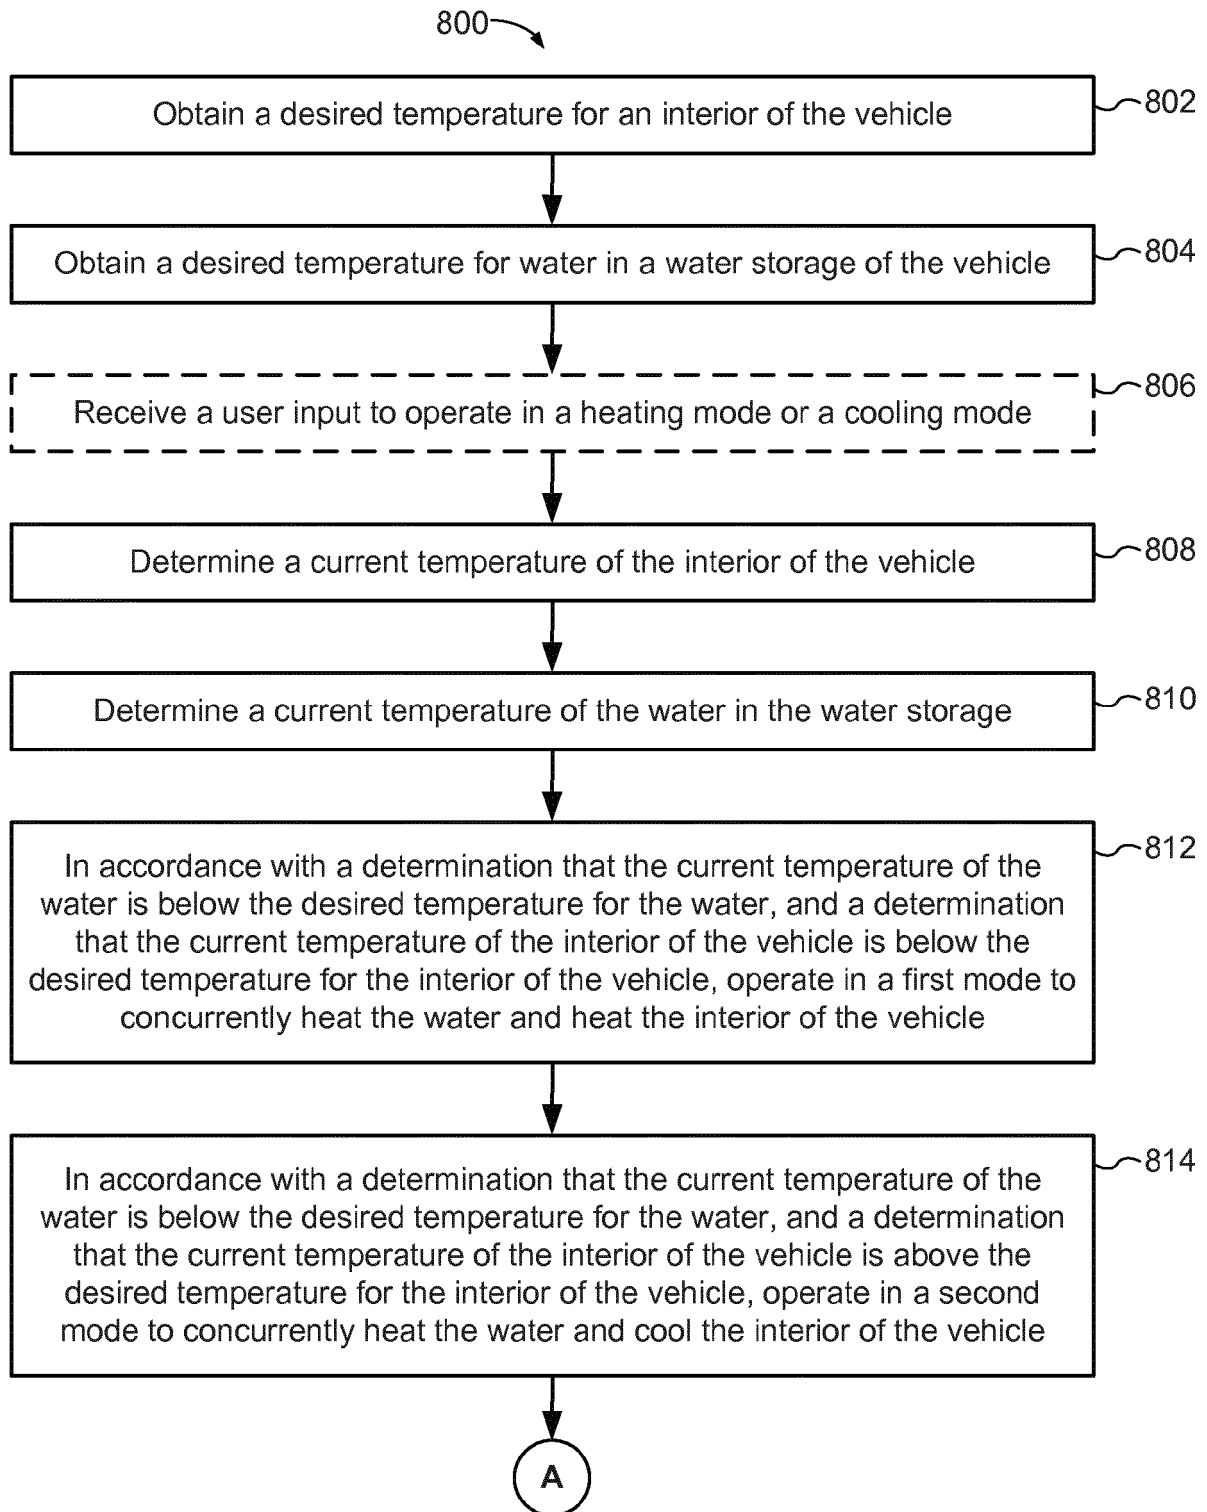 800
Obtain a desired temperature for an interior of the vehicle
802
Obtain a desired temperature for water in a water storage of the vehicle
804
Receive a user input to operate in a heating mode or a cooling mode
806
Determine a current temperature of the interior of the vehicle
808
Determine a current temperature of the water in the water storage
810
In accordance with a determination that the current temperature of the
water is below the desired temperature for the water, and a determination
that the current temperature of the interior of the vehicle is below the
desired temperature for the interior of the vehicle, operate in a first mode to
concurrently heat the water and heat the interior of the vehicle
812
In accordance with a determination that the current temperature of the
water is below the desired temperature for the water, and a determination
that the current temperature of the interior of the vehicle is above the
desired temperature for the interior of the vehicle, operate in a second
mode to concurrently heat the water and cool the interior of the vehicle
814
A